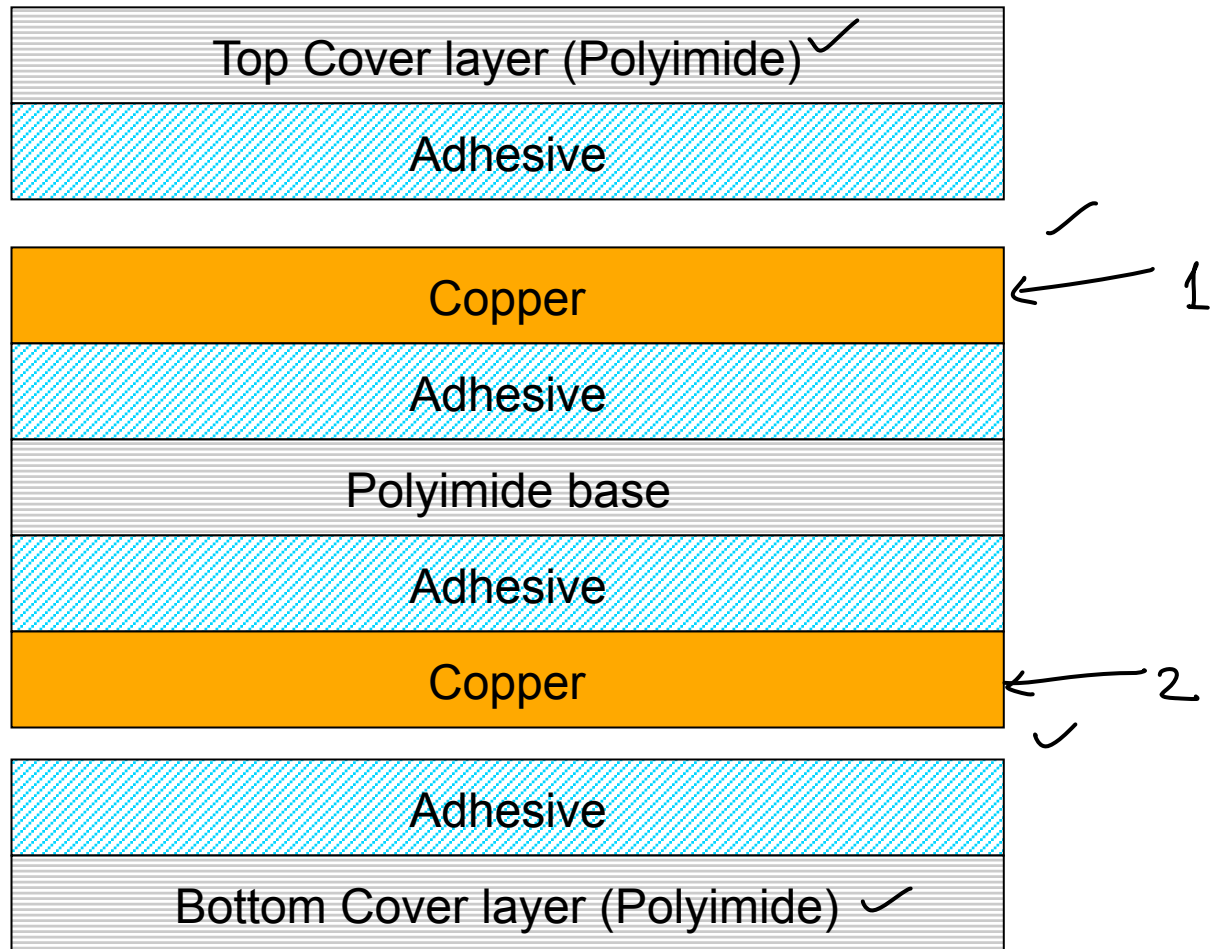 Top Cover layer (Polyimide)
Adhesive
Copper
1
Adhesive
Polyimide base
Adhesive
Copper
2
Adhesive
Bottom Cover layer (Polyimide)